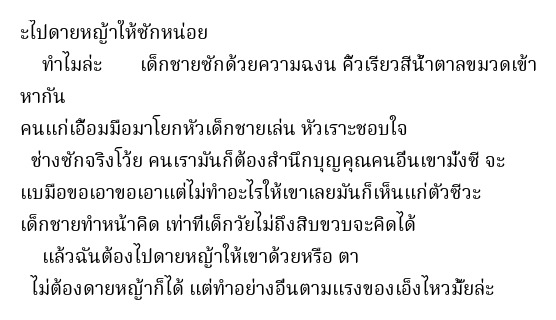 ะไปดายหญ้าให้ซักหน่อย
ทำไมล่ะ เด็กชายซักด้วยความฉงน คิ้วเรียวสีน้ำตาลขมวดเข้า
หากัน
คนแก่เอื้อมมือมาโยกหัวเด็กชายเล่น หัวเราะชอบใจ
ช่างซักจริงโว้ย คนเรามันก็ต้องสำนึกบุญคุณคนอื่นเขามั่งซี จะ
แบมือขอเอาขอเอาแต่ไม่ทำอะไรให้เขาเลยมันก็เห็นแก่ตัวซีวะ
เด็กชายทำหน้าคิด เท่าที่เด็กวัยไม่ถึงสิบขวบจะคิดได้
แล้วฉันต้องไปดายหญ้าให้เขาด้วยหรือ ตา
ไม่ต้องดายหญ้าก็ได้ แต่ทำอย่างอื่นตามแรงของเอ็งไหวมั้ยล่ะ